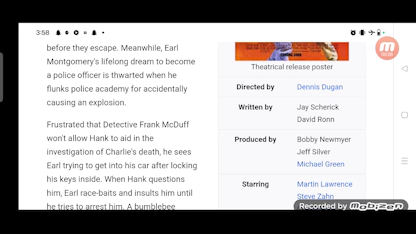 3:58
before they escape. Meanwhile, Earl
Montgomery's lifelong dream to become
a police officer is thwarted when he
flunks police academy for accidentally
causing an explosion.
Frustrated that Detective Frank McDuff
won't allow Hank to aid in the
investigation of Charlie's death, he sees
Earl trying to get into his car after locking
his keys inside. When Hank questions
him, Earl race-baits and insults him until
he tries to arrest him. A bumblebee
Theatrical release poster
Directed by Dennis Dugan
Written by Jay Scherick
David Ronn
Produced by Bobby Newmyer
Jeff Silver
Michael Green
Starring Martin Lawrence
Steve Zahn
Recorded by MOBIZEN